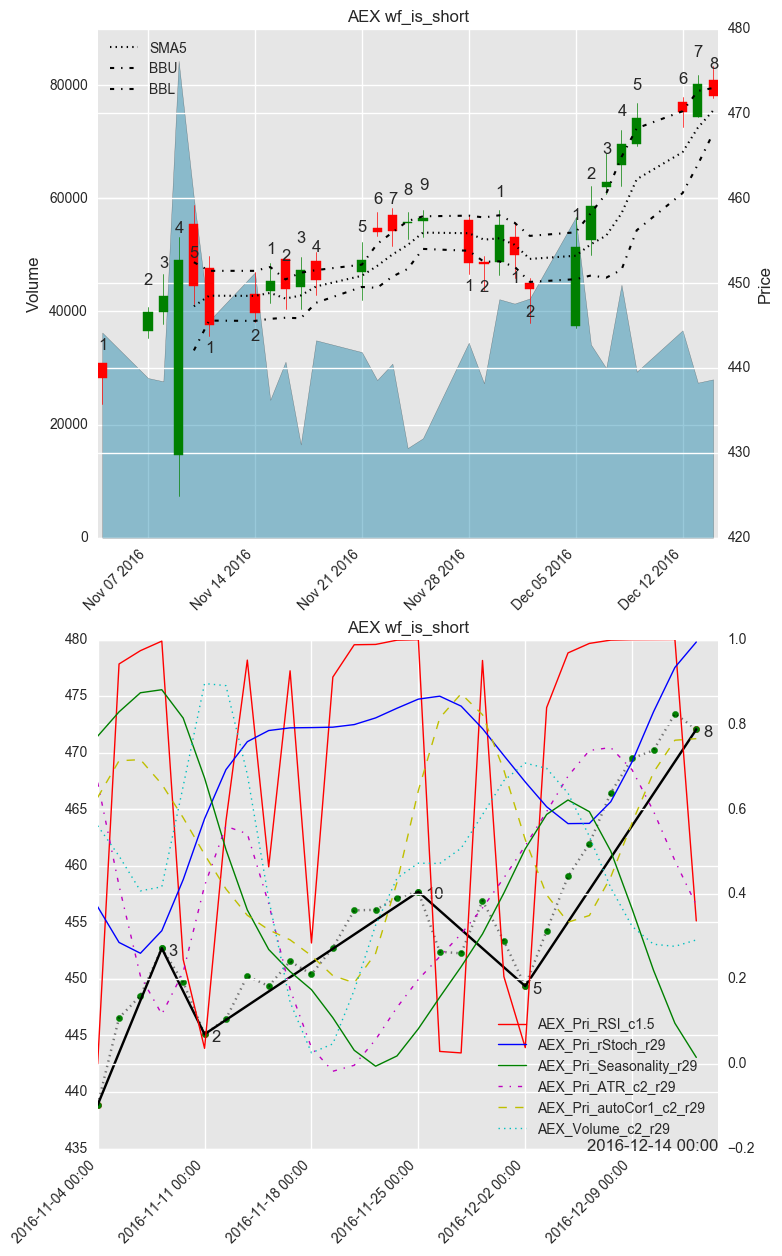 AEX wf_is_short
SMA5
BBU
BBL
1 2 3 4 5 1 2 1 2 3 4 5 6 7 8 9 1 2 1 1 2 1 2 3 4 5 6 7 8
80000
60000
40000
20000
0
Volume
480
470
460
450
440
430
420
Price
Nov 07 2016
Nov 14 2016
Nov 21 2016
Nov 28 2016
Dec 05 2016
Dec 12 2016
AEX wf_is_short
480
475
470
465
460
455
450
445
440
435
1.0
0.8
0.6
0.4
0.2
0.0
−0.2
3
2
10
5
8
AEX_Pri_RSI_c1.5
AEX_Pri_rStoch_r29
AEX_Pri_Seasonality_r29
AEX_Pri_ATR_c2_r29
AEX_Pri_autoCor1_c2_r29
AEX_Volume_c2_r29
2016-12-14 00:00
2016-11-04 00:00
2016-11-11 00:00
2016-11-18 00:00
2016-11-25 00:00
2016-12-02 00:00
2016-12-09 00:00